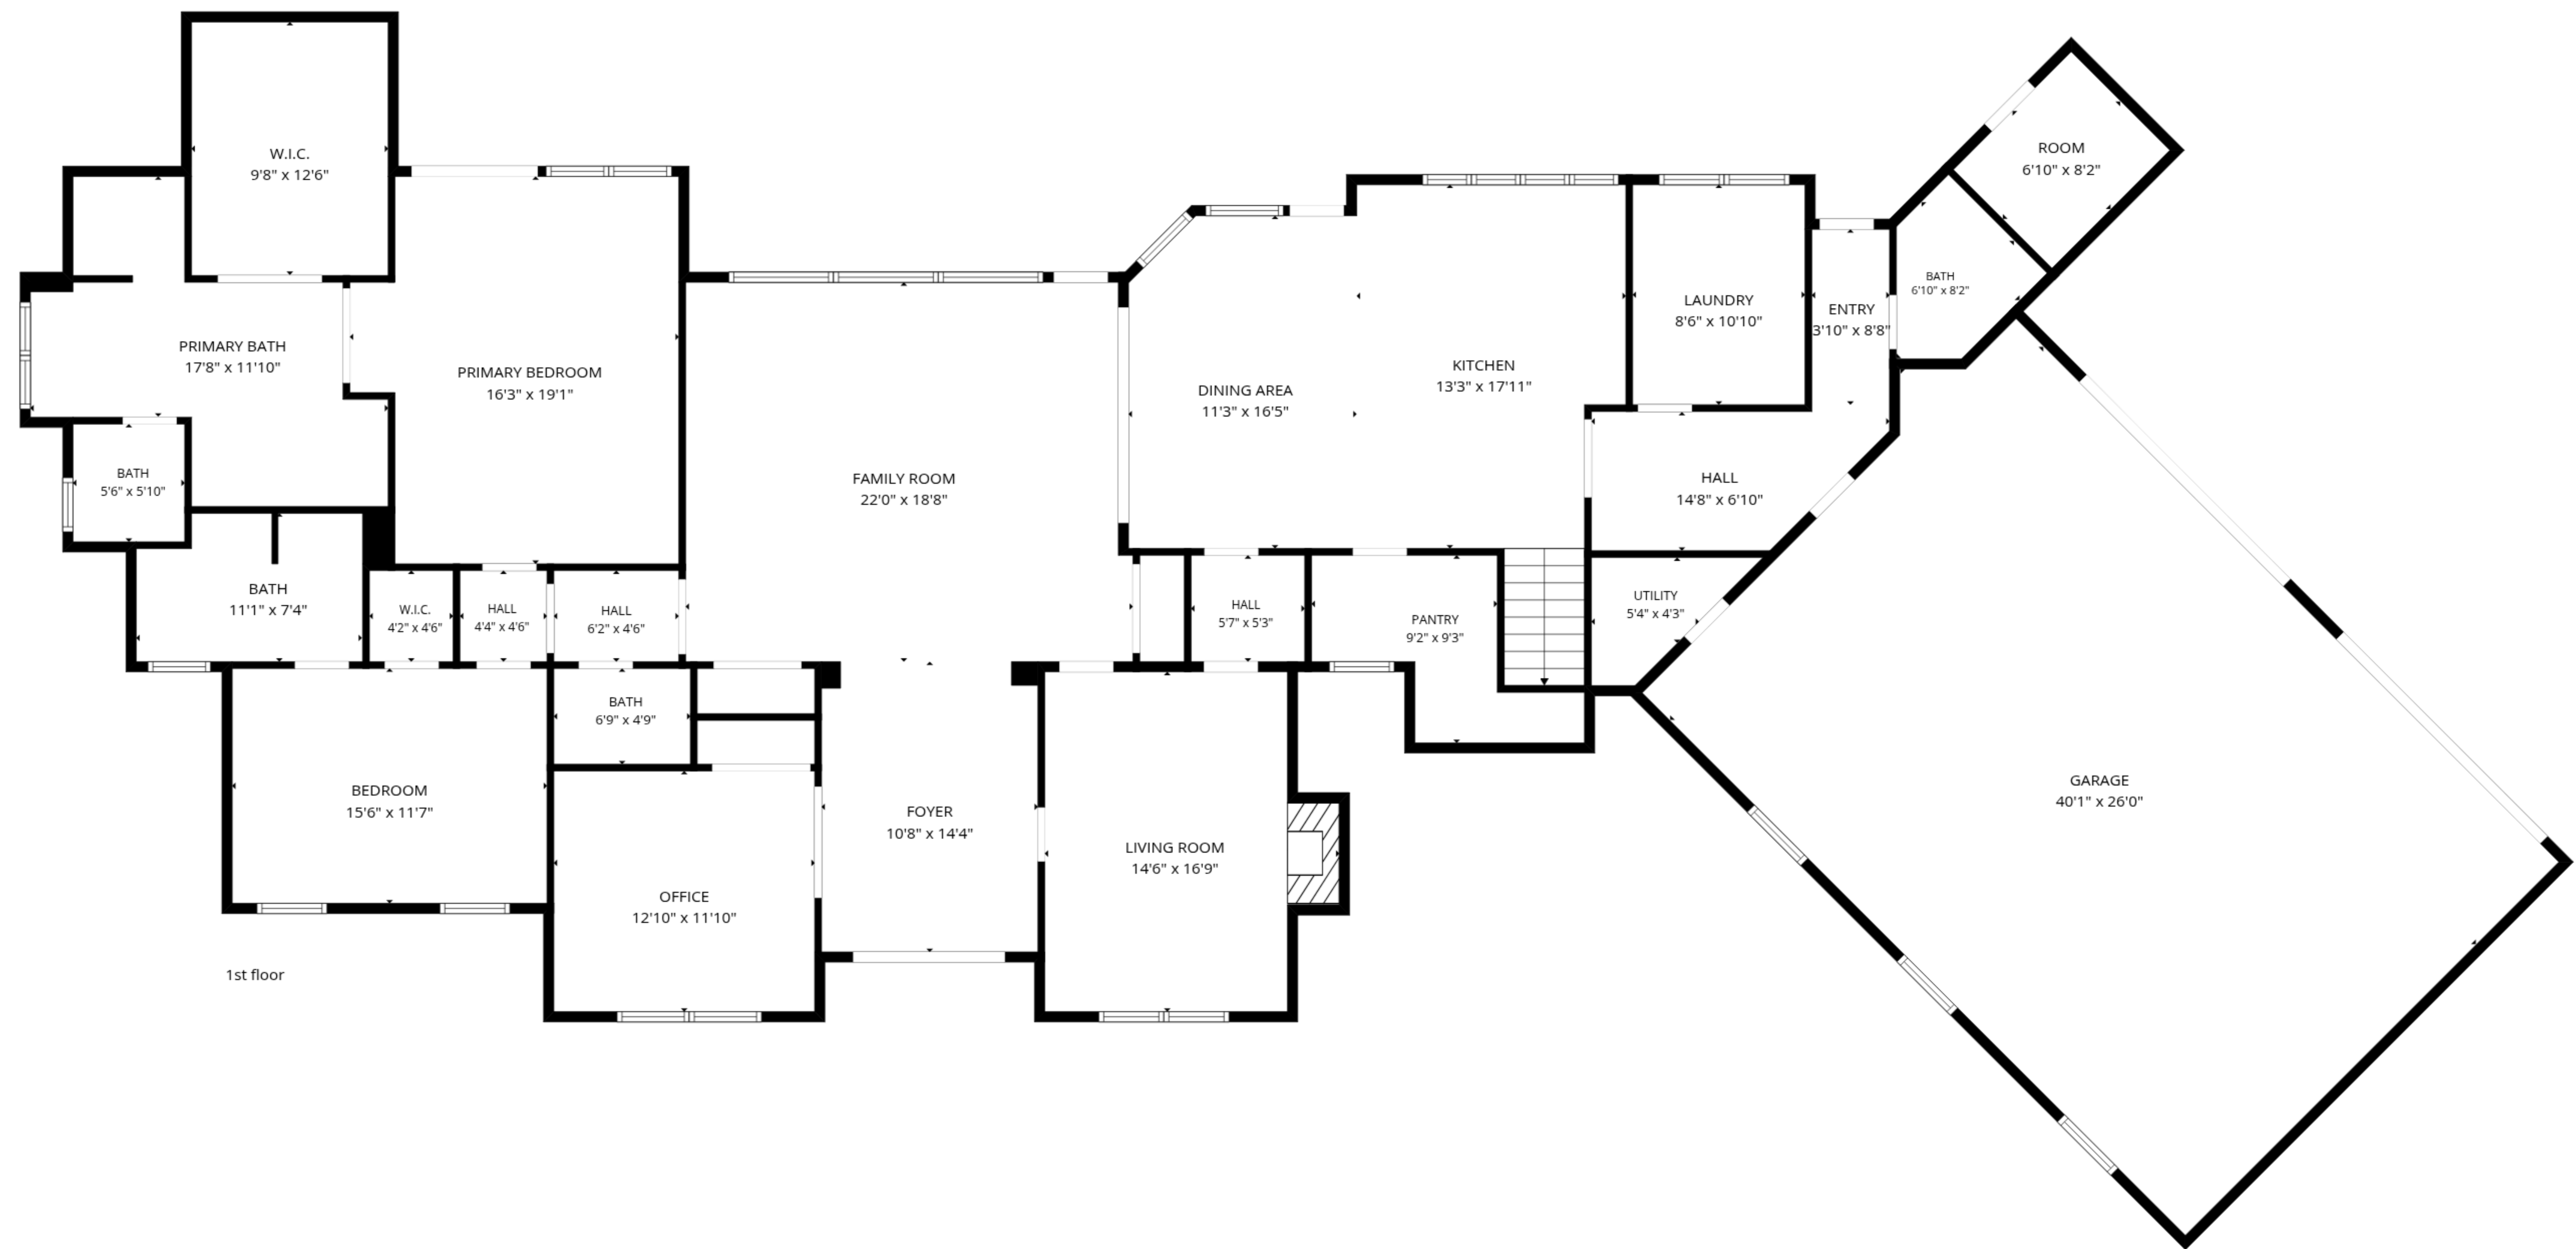 W.I.C.
9'8" x 12'6"
ROOM
6'10" x 8'2"
BATH
6'10" x 8'2"
LAUNDRY
8'6" x 10'10"
ENTRY
3'10" x 8'8"
PRIMARY BATH
17'8" x 11'10"
PRIMARY BEDROOM
16'3" x 19'1"
KITCHEN
13'3" x 17'11"
DINING AREA
11'3" x 16'5"
FAMILY ROOM
22'0" x 18'8"
HALL
14'8" x 6'10"
BATH
5'6" x 5'10"
BATH
11'1" x 7'4"
W.I.C.
4'2" x 4'6"
HALL
4'4" x 4'6"
HALL
6'2" x 4'6"
HALL
5'7" x 5'3"
PANTRY
9'2" x 9'3"
UTILITY
5'4" x 4'3"
BATH
6'9" x 4'9"
BEDROOM
15'6" x 11'7"
FOYER
10'8" x 14'4"
LIVING ROOM
14'6" x 16'9"
GARAGE
40'1" x 26'0"
OFFICE
12'10" x 11'10"
1st floor